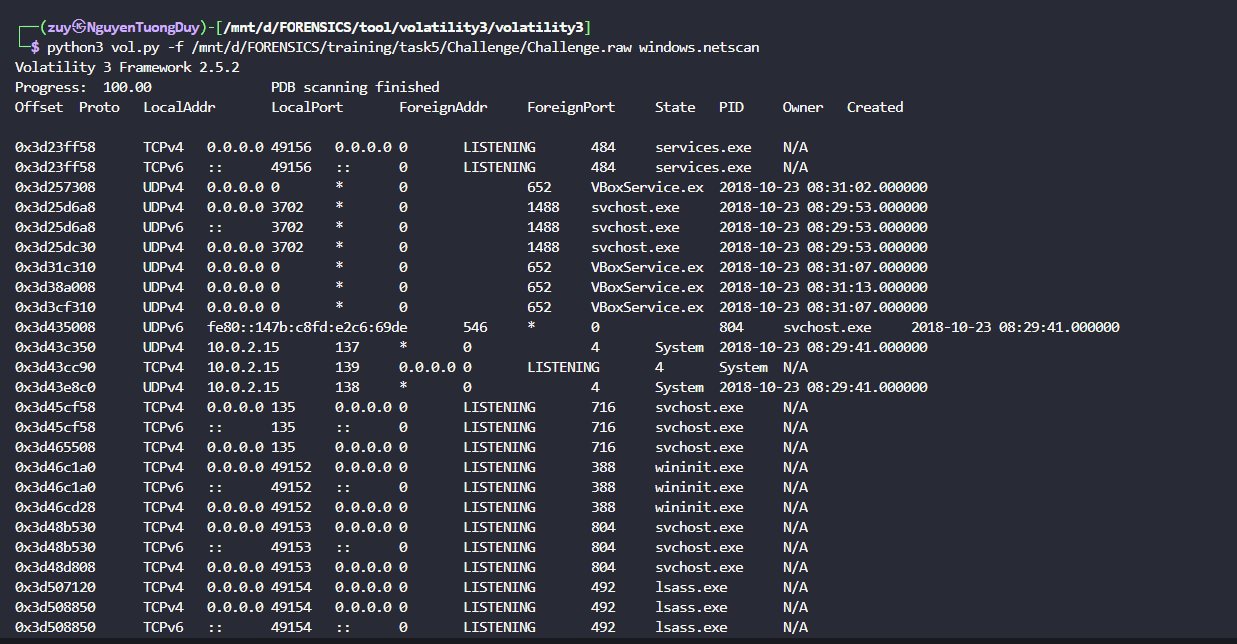 ┌──(zuy㉿NguyenTuongDuy)-[/mnt/d/FORENSICS/tool/volatility3/volatility3]
└─$ python3 vol.py -f /mnt/d/FORENSICS/training/task5/Challenge/Challenge.raw windows.netscan
Volatility 3 Framework 2.5.2
Progress:  100.00               PDB scanning finished
Offset  Proto   LocalAddr       LocalPort       ForeignAddr     ForeignPort     State   PID     Owner   Created
0x3d23ff58      TCPv4   0.0.0.0 49156   0.0.0.0 0       LISTENING       484     services.exe    N/A
0x3d23ff58      TCPv6   ::      49156   ::      0       LISTENING       484     services.exe    N/A
0x3d257308      UDPv4   0.0.0.0 0       *       0               652     VBoxService.ex  2018-10-23 08:31:02.000000
0x3d25d6a8      UDPv4   0.0.0.0 3702    *       0               1488    svchost.exe     2018-10-23 08:29:53.000000
0x3d25d6a8      UDPv6   ::      3702    *       0               1488    svchost.exe     2018-10-23 08:29:53.000000
0x3d25dc30      UDPv4   0.0.0.0 3702    *       0               1488    svchost.exe     2018-10-23 08:29:53.000000
0x3d31c310      UDPv4   0.0.0.0 0       *       0               652     VBoxService.ex  2018-10-23 08:31:07.000000
0x3d38a008      UDPv4   0.0.0.0 0       *       0               652     VBoxService.ex  2018-10-23 08:31:13.000000
0x3d3cf310      UDPv4   0.0.0.0 0       *       0               652     VBoxService.ex  2018-10-23 08:31:07.000000
0x3d435008      UDPv6   fe80::147b:c8fd:e2c6:69de       546     *       0               804     svchost.exe     2018-10-23 08:29:41.000000
0x3d43c350      UDPv4   10.0.2.15       137     *       0               4       System  2018-10-23 08:29:41.000000
0x3d43cc90      TCPv4   10.0.2.15       139     0.0.0.0 0       LISTENING       4       System  N/A
0x3d43e8c0      UDPv4   10.0.2.15       138     *       0               4       System  2018-10-23 08:29:41.000000
0x3d45cf58      TCPv4   0.0.0.0 135     0.0.0.0 0       LISTENING       716     svchost.exe     N/A
0x3d45cf58      TCPv6   ::      135     ::      0       LISTENING       716     svchost.exe     N/A
0x3d465508      TCPv4   0.0.0.0 135     0.0.0.0 0       LISTENING       716     svchost.exe     N/A
0x3d46c1a0      TCPv4   0.0.0.0 49152   0.0.0.0 0       LISTENING       388     wininit.exe     N/A
0x3d46c1a0      TCPv6   ::      49152   ::      0       LISTENING       388     wininit.exe     N/A
0x3d46cd28      TCPv4   0.0.0.0 49152   0.0.0.0 0       LISTENING       388     wininit.exe     N/A
0x3d48b530      TCPv4   0.0.0.0 49153   0.0.0.0 0       LISTENING       804     svchost.exe     N/A
0x3d48b530      TCPv6   ::      49153   ::      0       LISTENING       804     svchost.exe     N/A
0x3d48d808      TCPv4   0.0.0.0 49153   0.0.0.0 0       LISTENING       804     svchost.exe     N/A
0x3d507120      TCPv4   0.0.0.0 49154   0.0.0.0 0       LISTENING       492     lsass.exe       N/A
0x3d508850      TCPv4   0.0.0.0 49154   0.0.0.0 0       LISTENING       492     lsass.exe       N/A
0x3d508850      TCPv6   ::      49154   ::      0       LISTENING       492     lsass.exe       N/A